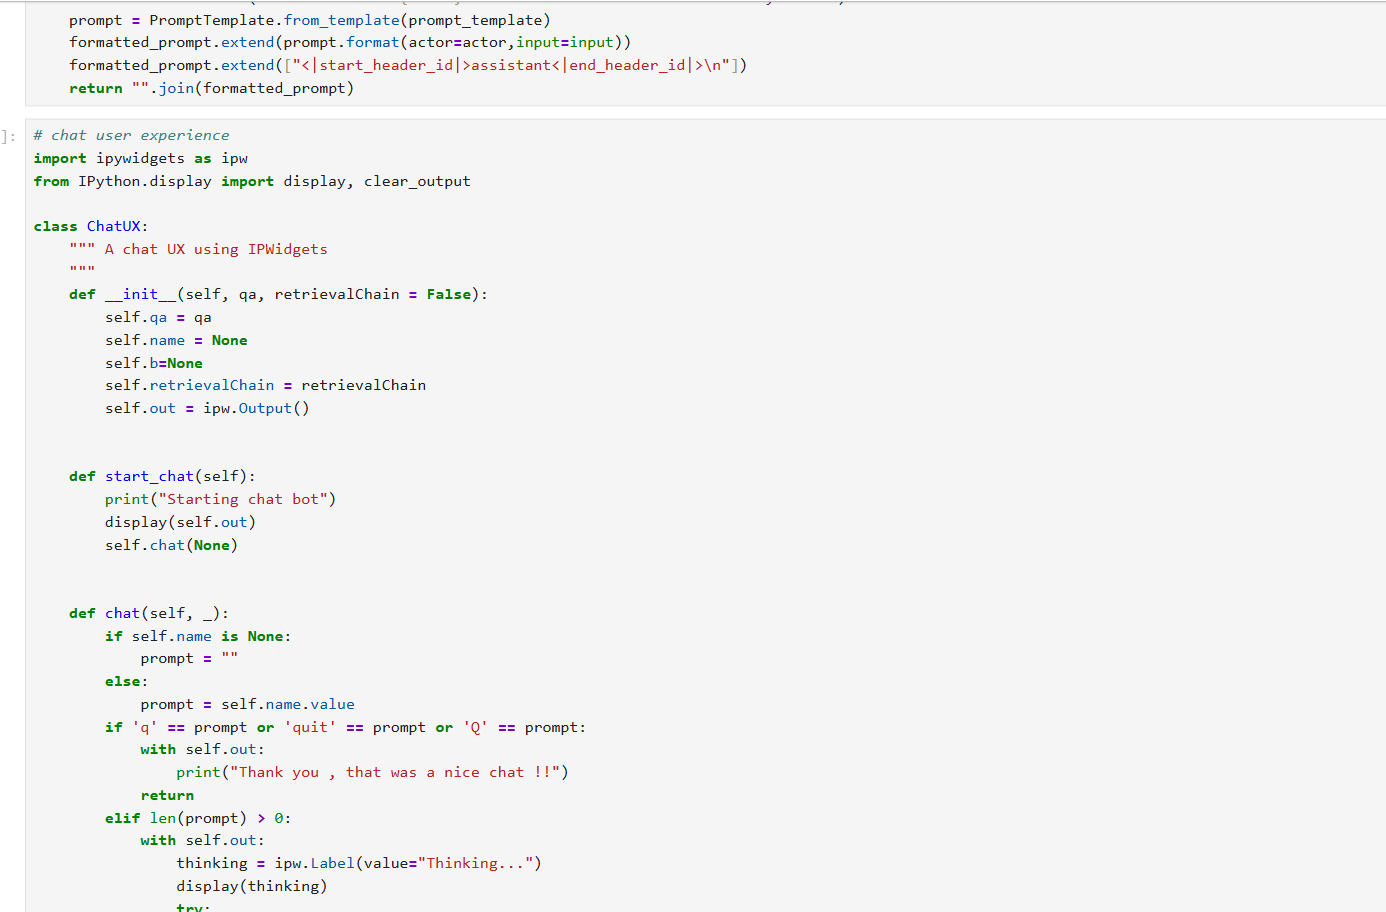 prompt = PromptTemplate.from_template(prompt_template)
formatted_prompt.extend(prompt.format(actor=actor,input=input))
formatted_prompt.extend(["<|start_header_id|>assistant<|end_header_id|>\n"])
return "".join(formatted_prompt)
]:
# chat user experience
import ipywidgets as ipw
from IPython.display import display, clear_output
class ChatUX:
""" A chat UX using IPWidgets
"""
def __init__(self, qa, retrievalChain = False):
self.qa = qa
self.name = None
self.b=None
self.retrievalChain = retrievalChain
self.out = ipw.Output()
def start_chat(self):
print("Starting chat bot")
display(self.out)
self.chat(None)
def chat(self, _):
if self.name is None:
prompt = ""
else:
prompt = self.name.value
if 'q' == prompt or 'quit' == prompt or 'Q' == prompt:
with self.out:
print("Thank you , that was a nice chat !!")
return
elif len(prompt) > 0:
with self.out:
thinking = ipw.Label(value="Thinking...")
display(thinking)
try: